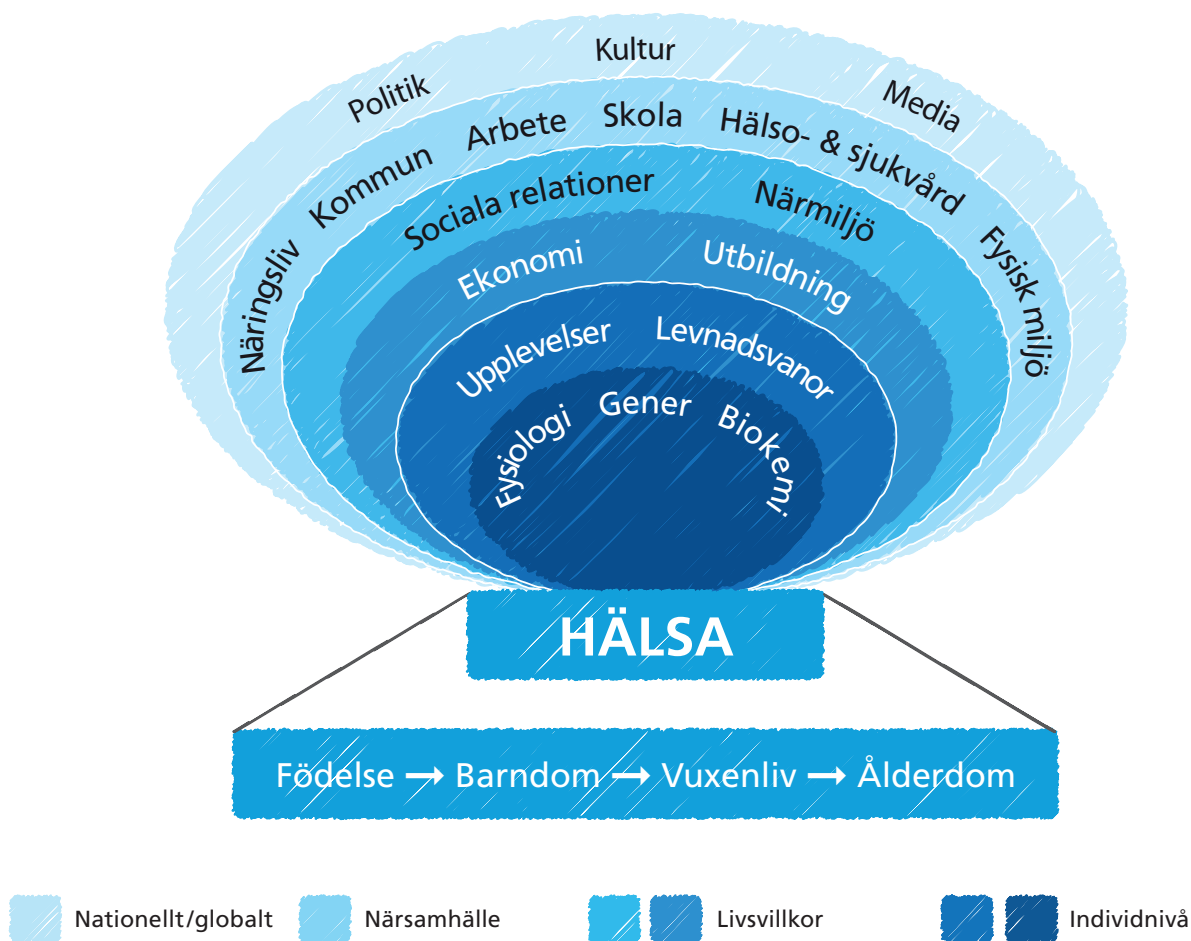 Kultur
Politik
Media
Näringsliv
Kommun
Arbete
Skola
Hälso- & sjukvård
Fysisk miljö
Sociala relationer
Närmiljö
Ekonomi
Utbildning
Upplevelser
Levnadsvanor
Fysiologi
Gener
Biokemi
HÄLSA
Födelse → Barndom → Vuxenliv → Ålderdom
Nationellt/globalt Närsamhälle Livsvillkor Individnivå